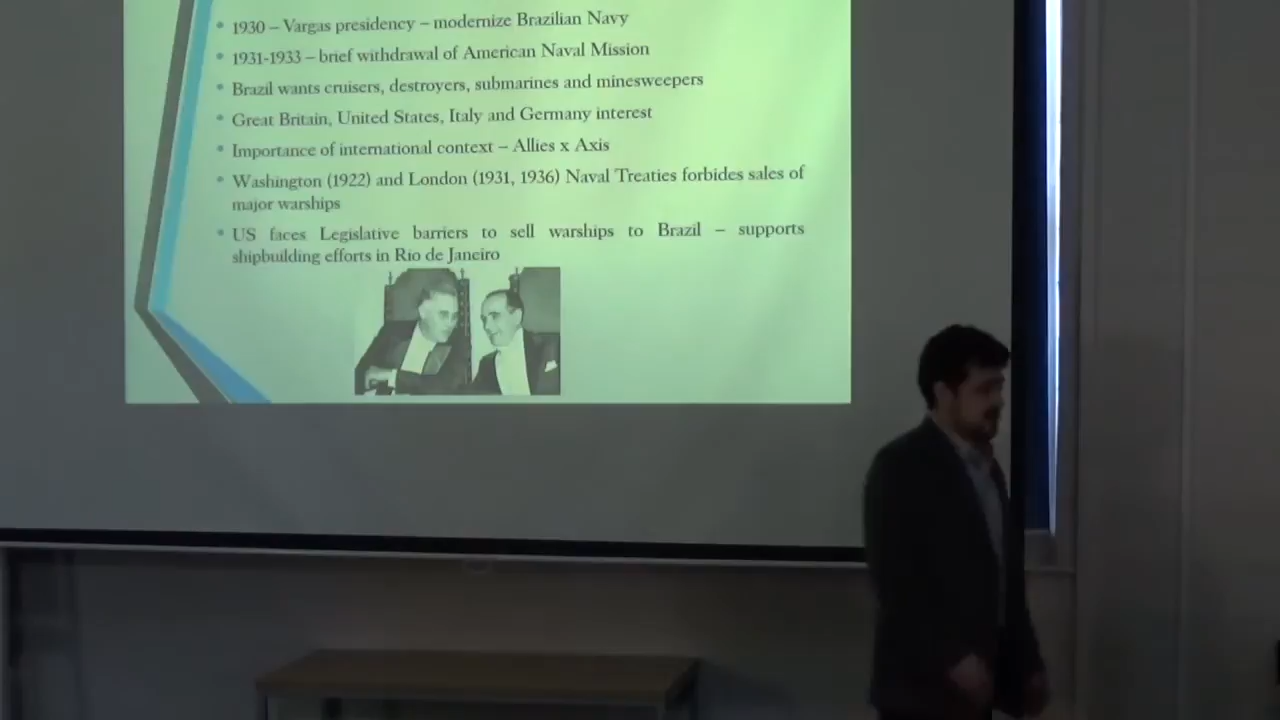 • 1930 – Vargas presidency – modernize Brazilian Navy
• 1931-1933 – brief withdrawal of American Naval Mission
• Brazil wants cruisers, destroyers, submarines and minesweepers
• Great Britain, United States, Italy and Germany interest
• Importance of international context – Allies x Axis
• Washington (1922) and London (1931, 1936) Naval Treaties forbides sales of
major warships
• US faces Legislative barriers to sell warships to Brazil – supports
shipbuilding efforts in Rio de Janeiro